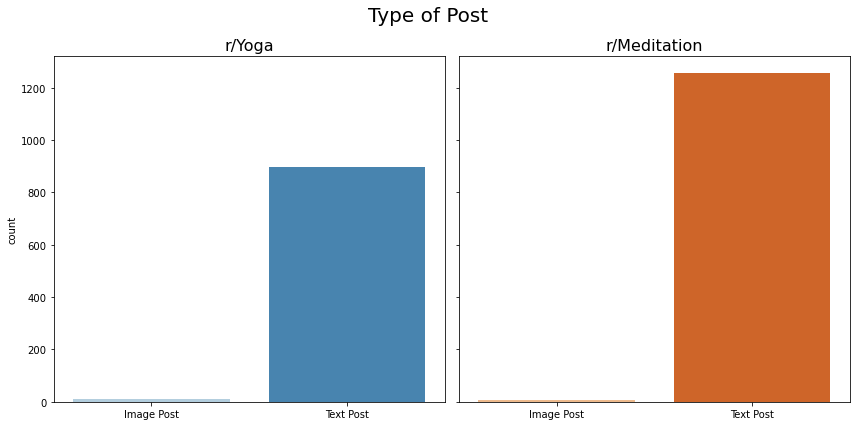 Type of Post
r/Yoga
r/Meditation
1200
1000
800
600
400
200
0
count
Image Post
Text Post
Image Post
Text Post